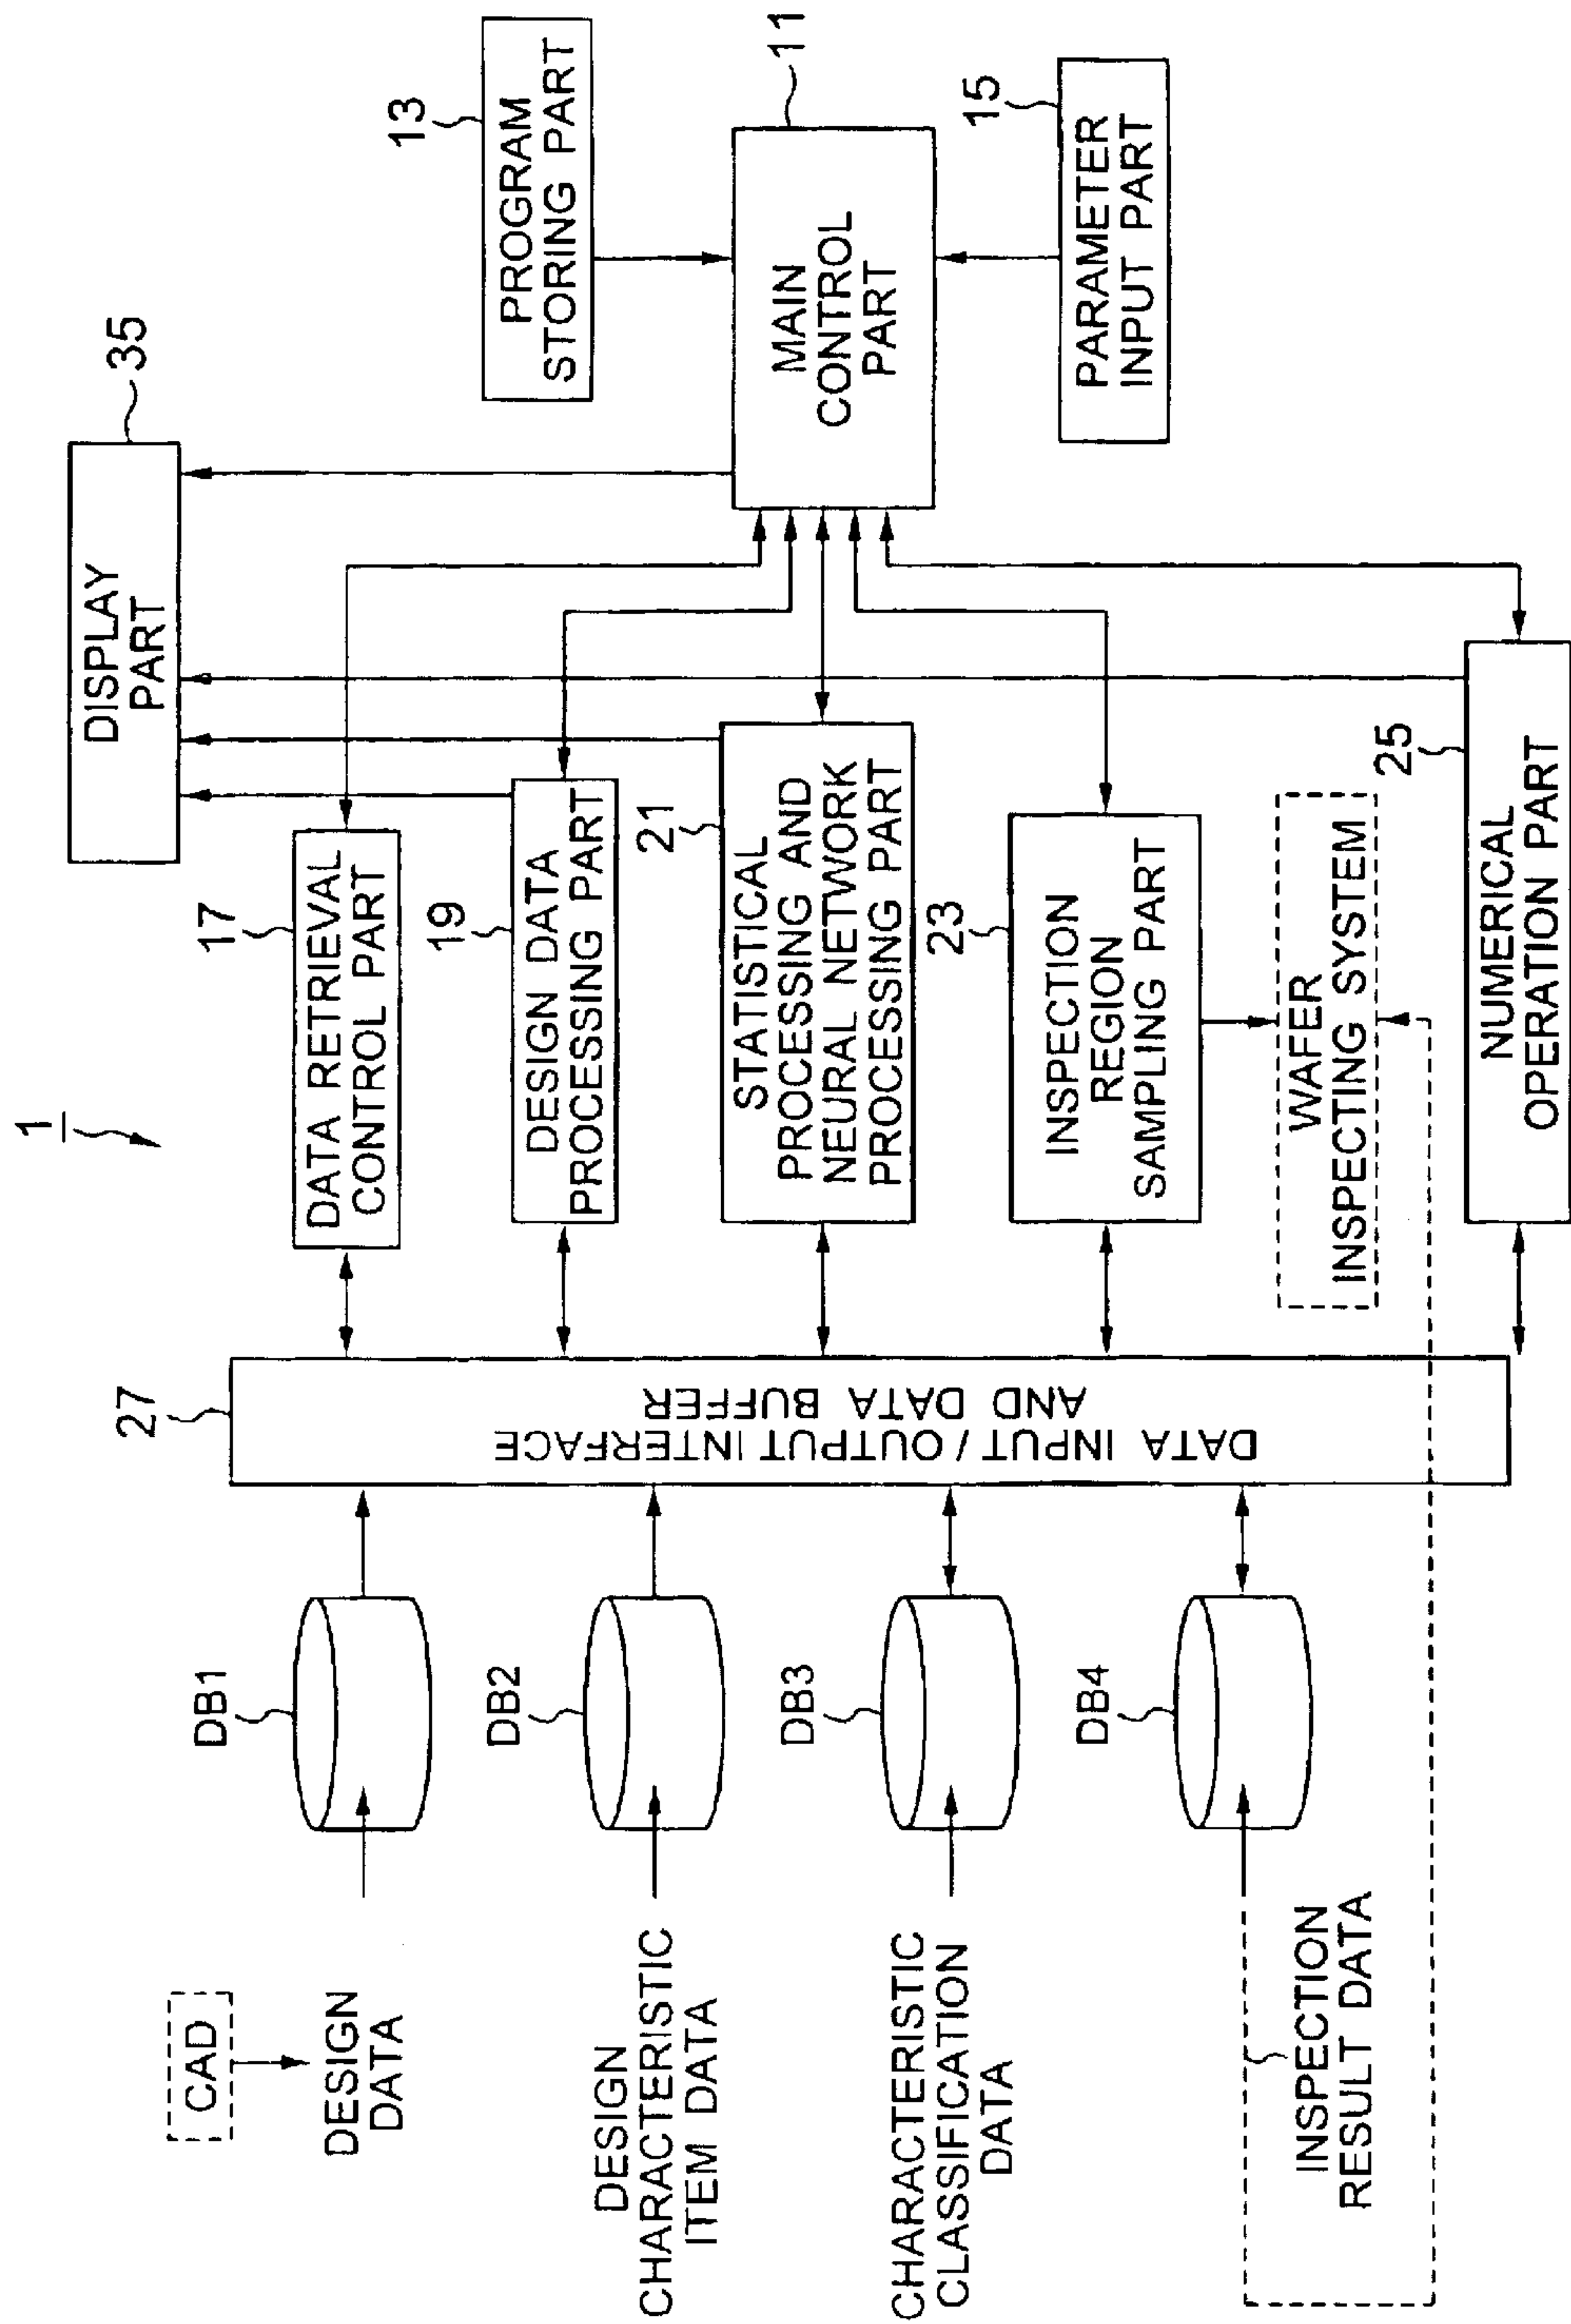 1
CAD
DESIGN
DATA
DESIGN
CHARACTERISTIC
ITEM DATA
CHARACTERISTIC
CLASSIFICATION
DATA
INSPECTION
RESULT DATA
DB1
DB2
DB3
DB4
27
DATA INPUT / OUTPUT INTERFACE
AND DATA BUFFER
17
DATA RETRIEVAL
CONTROL PART
19
DESIGN DATA
PROCESSING PART
21
STATISTICAL
PROCESSING AND
NEURAL NETWORK
PROCESSING PART
23
INSPECTION
REGION
SAMPLING PART
WAFER
INSPECTING SYSTEM
25
NUMERICAL
OPERATION PART
35
DISPLAY
PART
13
PROGRAM
STORING PART
11
MAIN
CONTROL
PART
15
PARAMETER
INPUT PART